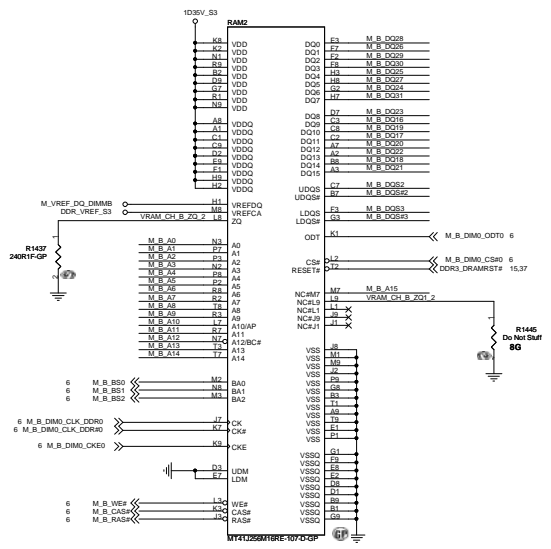 1D35V_S3
RAM2
K8 VDD
K2 VDD
N1 VDD
R9 VDD
B2 VDD
D9 VDD
G7 VDD
R1 VDD
N9 VDD
A8 VDDQ
A1 VDDQ
C1 VDDQ
C9 VDDQ
D2 VDDQ
E9 VDDQ
F1 VDDQ
H9 VDDQ
H2 VDDQ
M_VREF_DQ_DIMMB H1 VREFDQ
DDR_VREF_S3 M8 VREFCA
VRAM_CH_B_ZQ_2 L8 ZQ
R1437
240R1F-GP
1
2
M_B_A0 N3 A0
M_B_A1 P7 A1
M_B_A2 P3 A2
M_B_A3 N2 A3
M_B_A4 P8 A4
M_B_A5 P2 A5
M_B_A6 R8 A6
M_B_A7 R2 A7
M_B_A8 T8 A8
M_B_A9 R3 A9
M_B_A10 L7 A10/AP
M_B_A11 R7 A11
M_B_A12 N7 A12/BC#
M_B_A13 T3 A13
M_B_A14 T7 A14
6 M_B_BS0 M2 BA0
6 M_B_BS1 N8 BA1
6 M_B_BS2 M3 BA2
6 M_B_DIM0_CLK_DDR0 J7 CK
6 M_B_DIM0_CLK_DDR#0 K7 CK#
6 M_B_DIM0_CKE0 K9 CKE
D3 UDM
E7 LDM
6 M_B_WE# L3 WE#
6 M_B_CAS# K3 CAS#
6 M_B_RAS# J3 RAS#
DQ0 E3 M_B_DQ28
DQ1 F7 M_B_DQ26
DQ2 F2 M_B_DQ29
DQ3 F8 M_B_DQ30
DQ4 H3 M_B_DQ25
DQ5 H8 M_B_DQ27
DQ6 G2 M_B_DQ24
DQ7 H7 M_B_DQ31
DQ8 D7 M_B_DQ23
DQ9 C3 M_B_DQ16
DQ10 C8 M_B_DQ19
DQ11 C2 M_B_DQ17
DQ12 A7 M_B_DQ20
DQ13 A2 M_B_DQ22
DQ14 B8 M_B_DQ18
DQ15 A3 M_B_DQ21
UDQS C7 M_B_DQS2
UDQS# B7 M_B_DQS#2
LDQS F3 M_B_DQS3
LDQS# G3 M_B_DQS#3
ODT K1 M_B_DIM0_ODT0 6
CS# L2 M_B_DIM0_CS#0 6
RESET# T2 DDR3_DRAMRST# 15,37
NC#M7 M7 M_B_A15
NC#L9 L9 VRAM_CH_B_ZQ1_2
NC#L1 L1
NC#J9 J9
NC#J1 J1
1
2
R1445
Do Not Stuff
8G
VSS J8
VSS M1
VSS M9
VSS J2
VSS P9
VSS G8
VSS B3
VSS T1
VSS A9
VSS T9
VSS E1
VSS P1
VSSQ G1
VSSQ F9
VSSQ E8
VSSQ E2
VSSQ D8
VSSQ D1
VSSQ B9
VSSQ B1
VSSQ G9
GP
MT41J256M16RE-107-D-GP